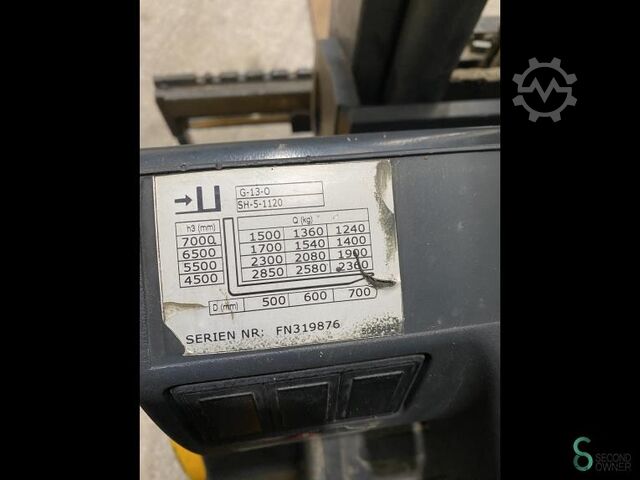 G-13-O
SH-5-1120
h3 (mm) Q (kg)
7000 1500 1360 1240
6500 1700 1540 1400
5500 2300 2080 1900
4500 2850 2580 2360
D (mm) 500 600 700
SERIEN NR: FN319876
SECOND
OWNER